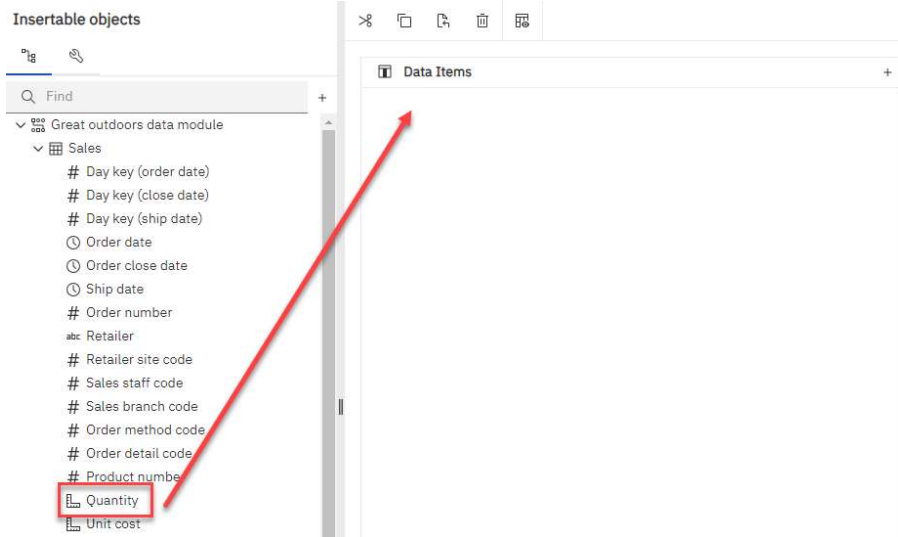 Insertable objects
Find
Great outdoors data module
Sales
# Day key (order date)
# Day key (close date)
# Day key (ship date)
Order date
Order close date
Ship date
# Order number
abc Retailer
# Retailer site code
# Sales staff code
# Sales branch code
# Order method code
# Order detail code
# Product number
Quantity
Unit cost
Data Items